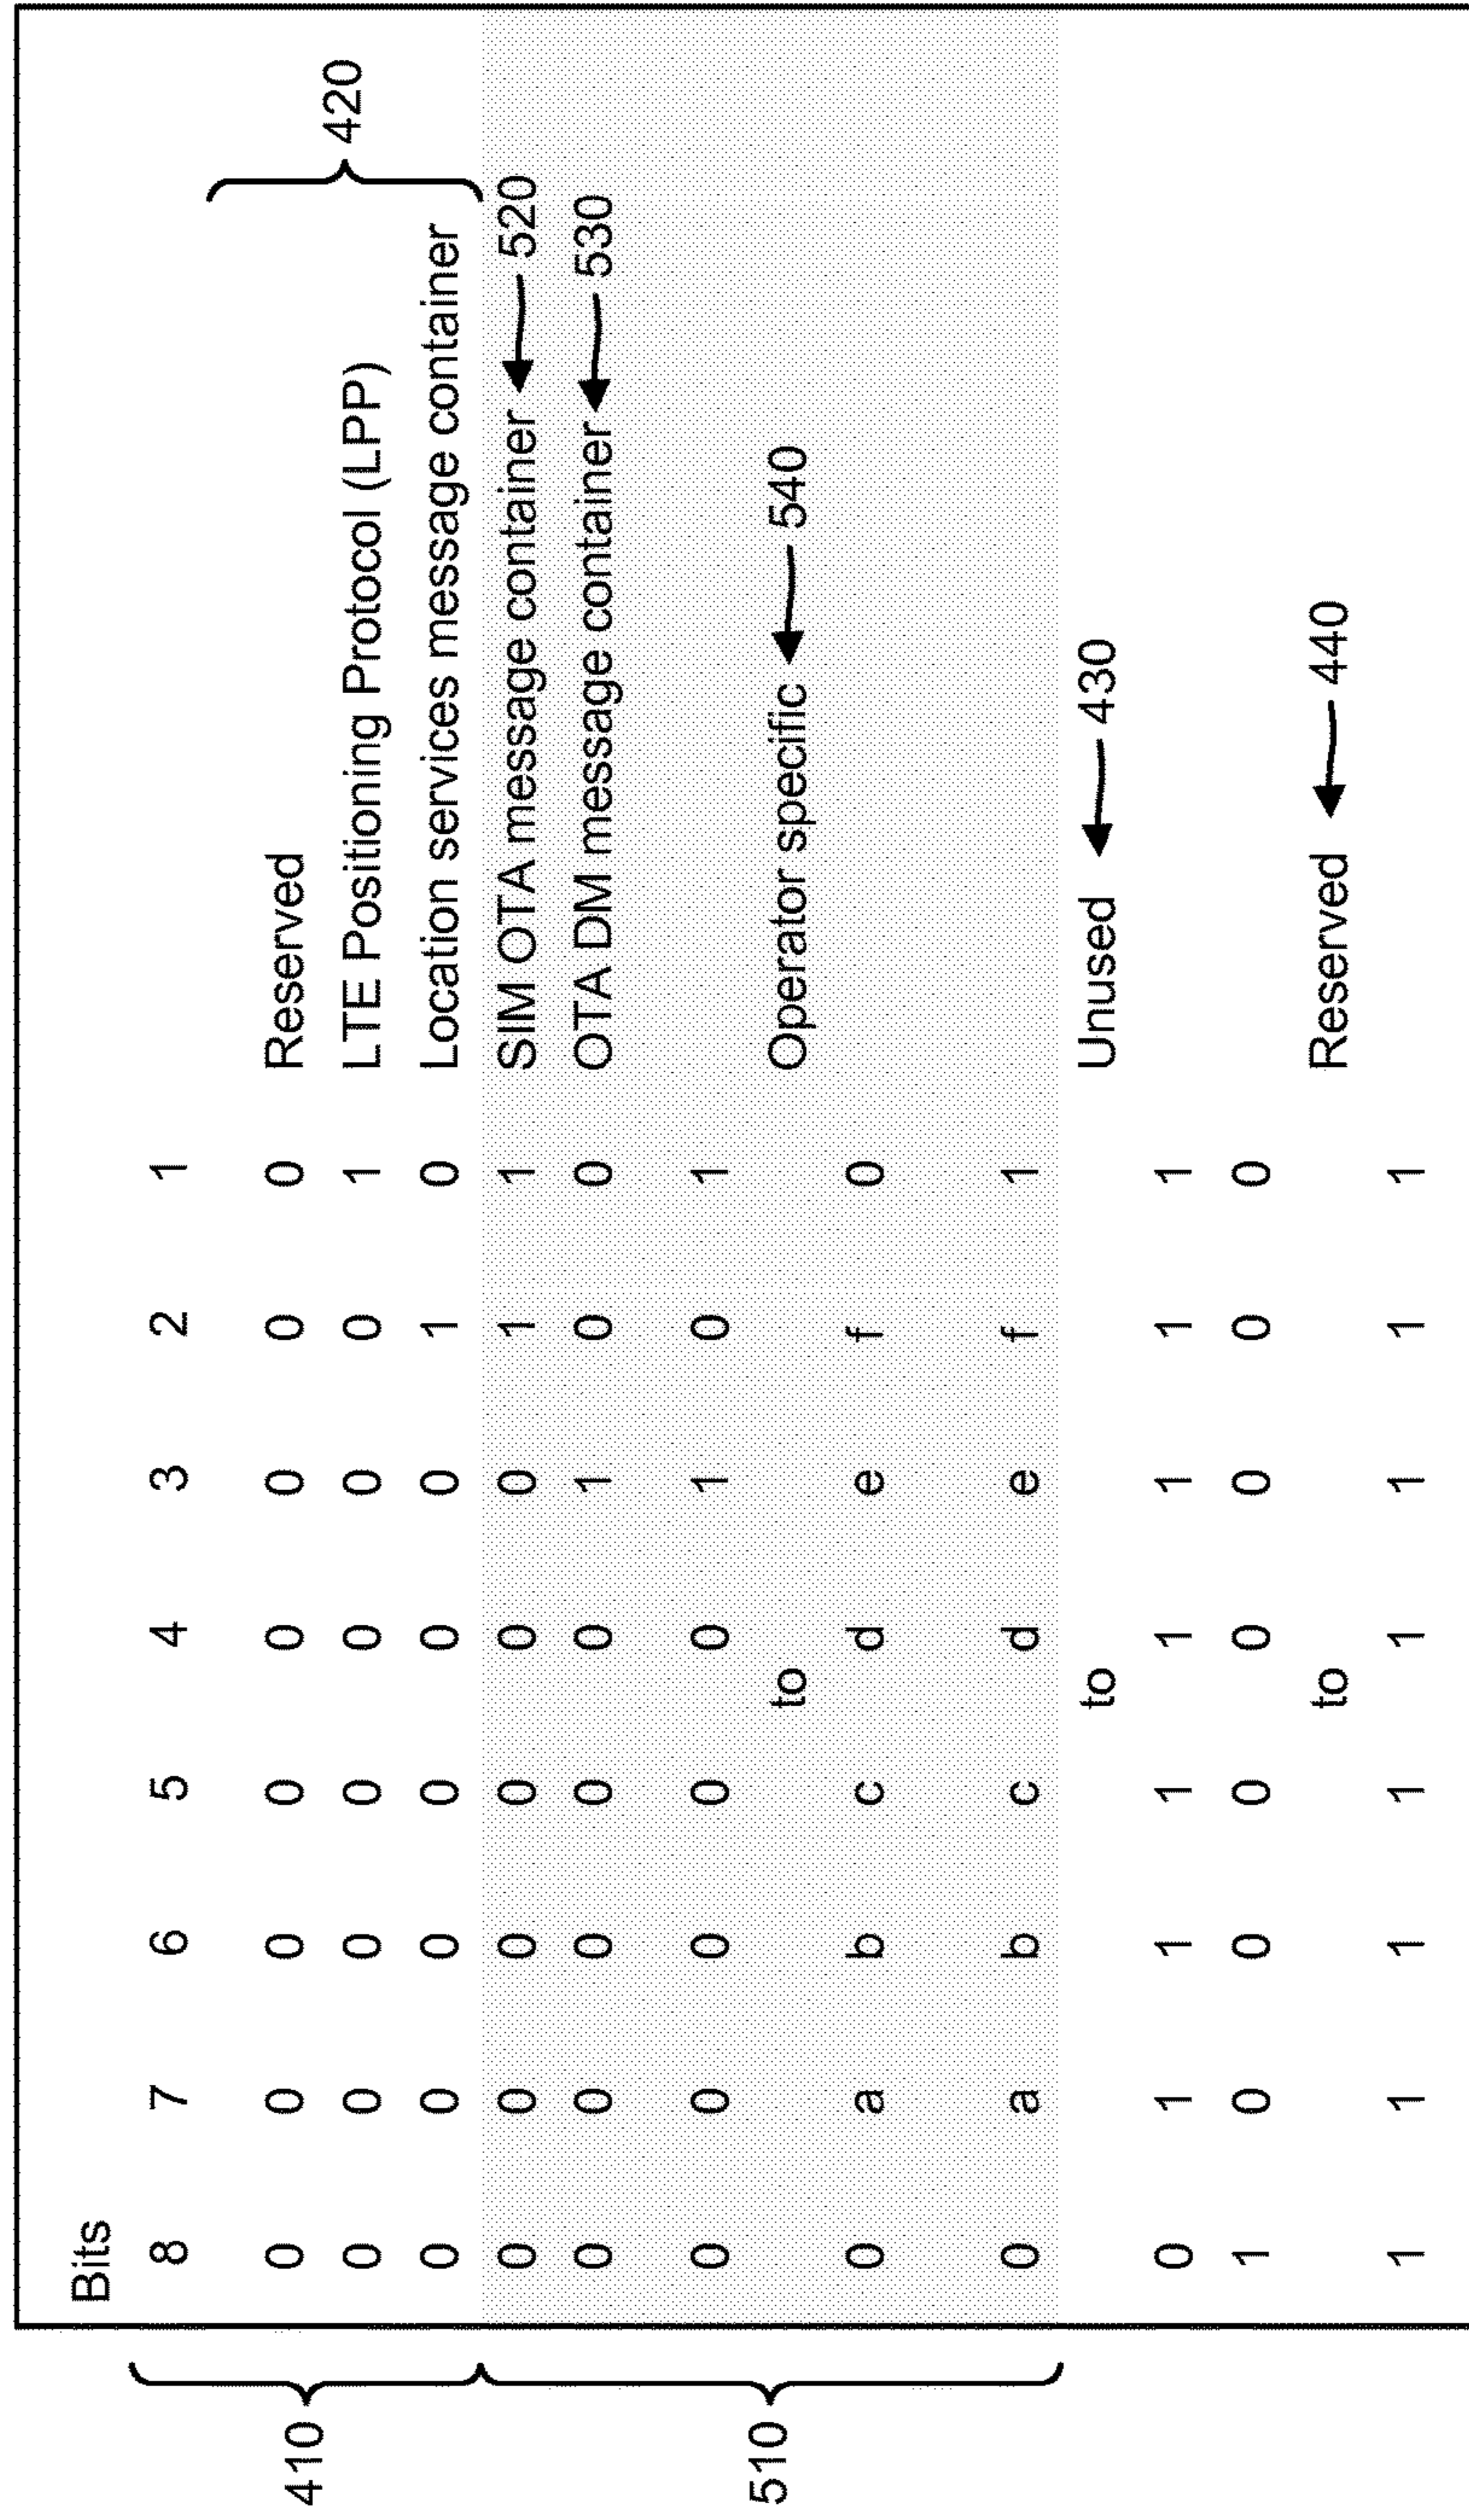 Bits
8 7 6 5 4 3 2 1
0 0 0 0 0 0 0 0 Reserved
0 0 0 0 0 0 0 1 LTE Positioning Protocol (LPP)
0 0 0 0 0 0 1 0 Location services message container
420
410
0 0 0 0 0 0 1 1 SIM OTA message container 520
0 0 0 0 0 1 0 0 OTA DM message container 530
0 0 0 0 0 1 0 1
to Operator specific 540
0 a b c d e f 0
510
0 a b c d e f 1
to Unused 430
0 1 1 1 1 1 1 1
1 0 0 0 0 0 0 0
to Reserved 440
1 1 1 1 1 1 1 1